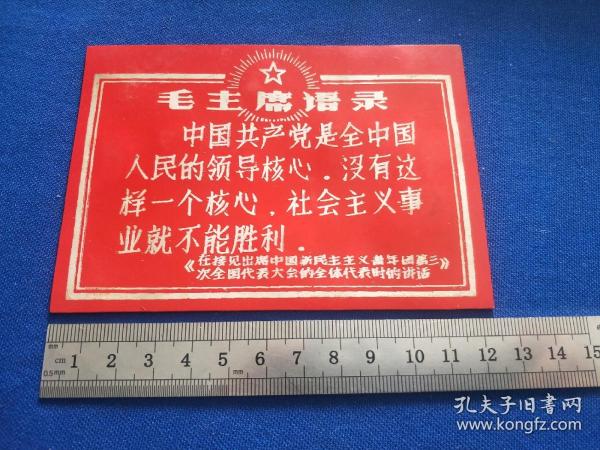 毛主席语录
中国共产党是全中国
人民的领导核心．没有这
样一个核心，社会主义事
业就不能胜利．
《在接见出席中国新民主主义青年团第三
次全国代表大会的全体代表时的讲话》
mm
cm
0.5mm
1 2 3 4 5 6 7 8 9 10 11 12 13 14 15
孔夫子旧书网
www.kongfz.com